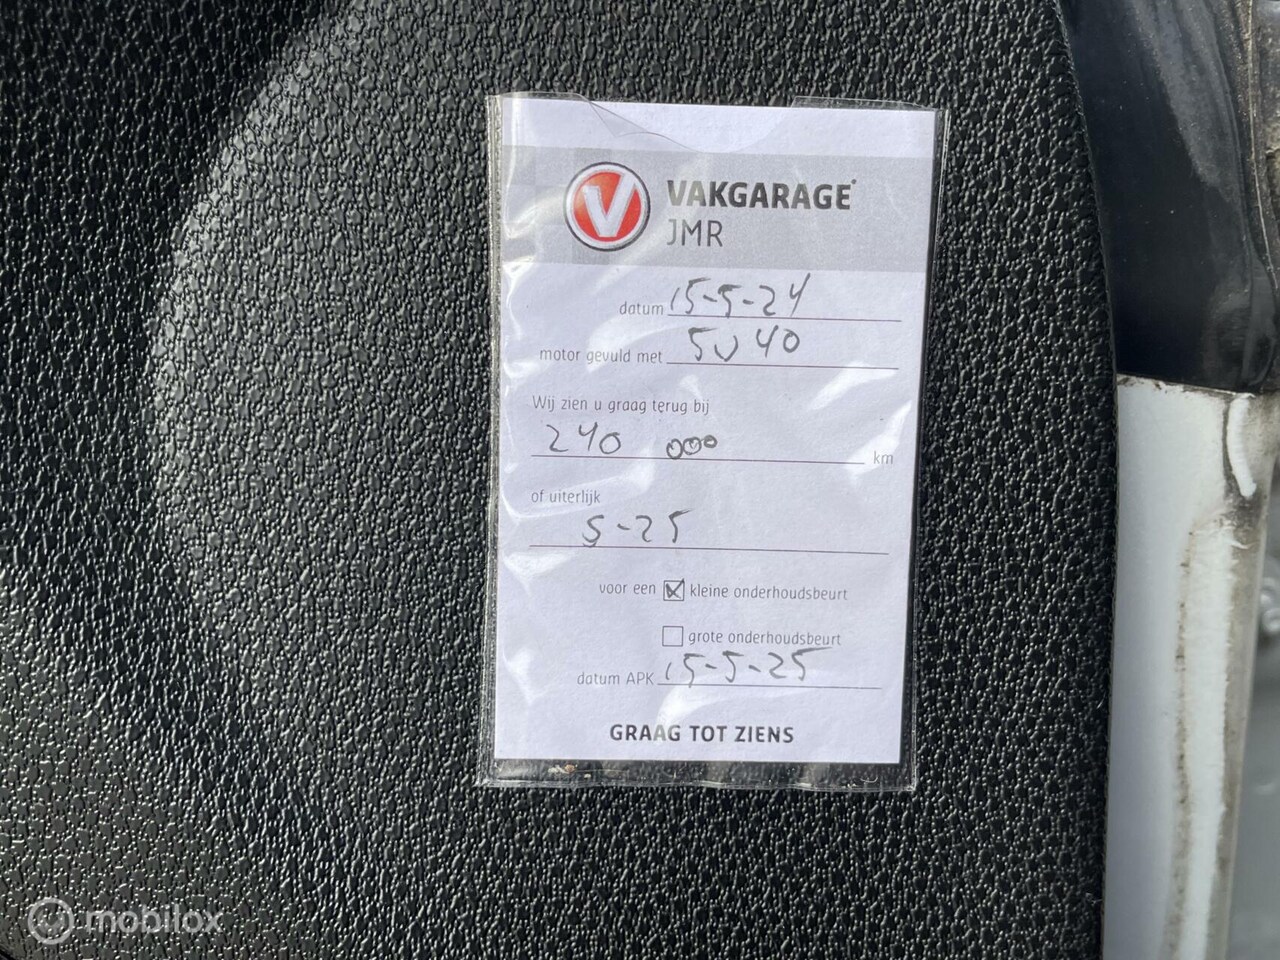 V VAKGARAGE
JMR
datum 15-5-24
motor gevuld met 5W40
Wij zien u graag terug bij
240 000 km
of uiterlijk
5-25
voor een kleine onderhoudsbeurt
grote onderhoudsbeurt
datum APK 15-5-25
GRAAG TOT ZIENS
mobilox